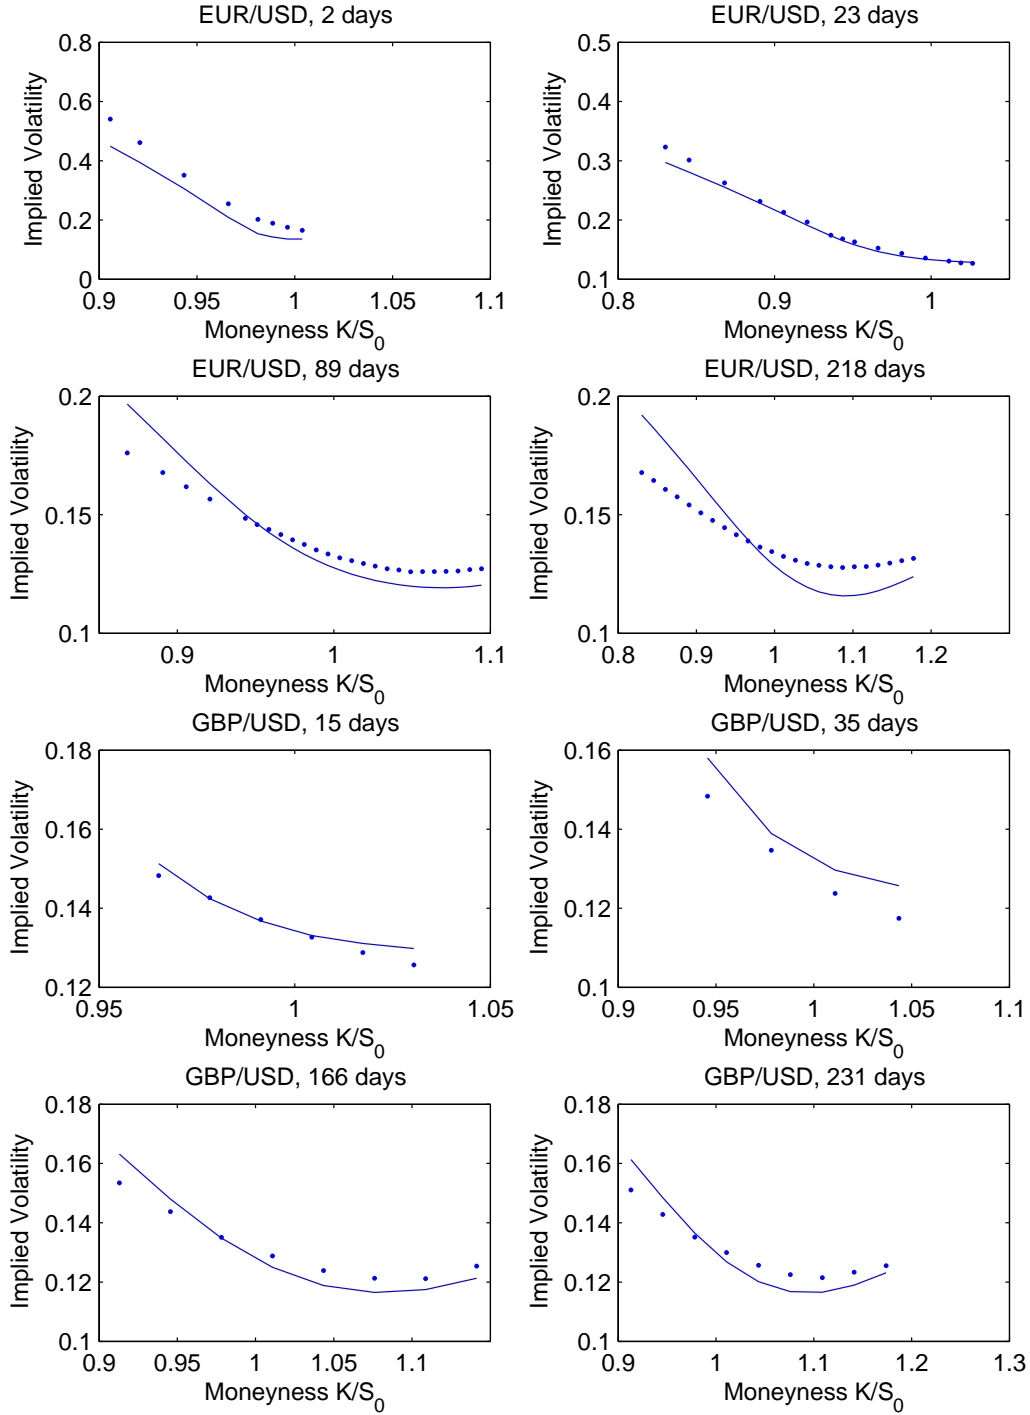 EUR/USD, 2 days
0.8
0.6
0.4
0.2
0
Implied Volatility
0.9 0.95 1 1.05 1.1
Moneyness K/S0
EUR/USD, 23 days
0.5
0.4
0.3
0.2
0.1
Implied Volatility
0.8 0.9 1
Moneyness K/S0
EUR/USD, 89 days
0.2
0.15
0.1
Implied Volatility
0.9 1 1.1
Moneyness K/S0
EUR/USD, 218 days
0.2
0.15
0.1
Implied Volatility
0.8 0.9 1 1.1 1.2
Moneyness K/S0
GBP/USD, 15 days
0.18
0.16
0.14
0.12
Implied Volatility
0.95 1 1.05
Moneyness K/S0
GBP/USD, 35 days
0.16
0.14
0.12
0.1
Implied Volatility
0.9 0.95 1 1.05 1.1
Moneyness K/S0
GBP/USD, 166 days
0.18
0.16
0.14
0.12
0.1
Implied Volatility
0.9 0.95 1 1.05 1.1
Moneyness K/S0
GBP/USD, 231 days
0.18
0.16
0.14
0.12
0.1
Implied Volatility
0.9 1 1.1 1.2 1.3
Moneyness K/S0